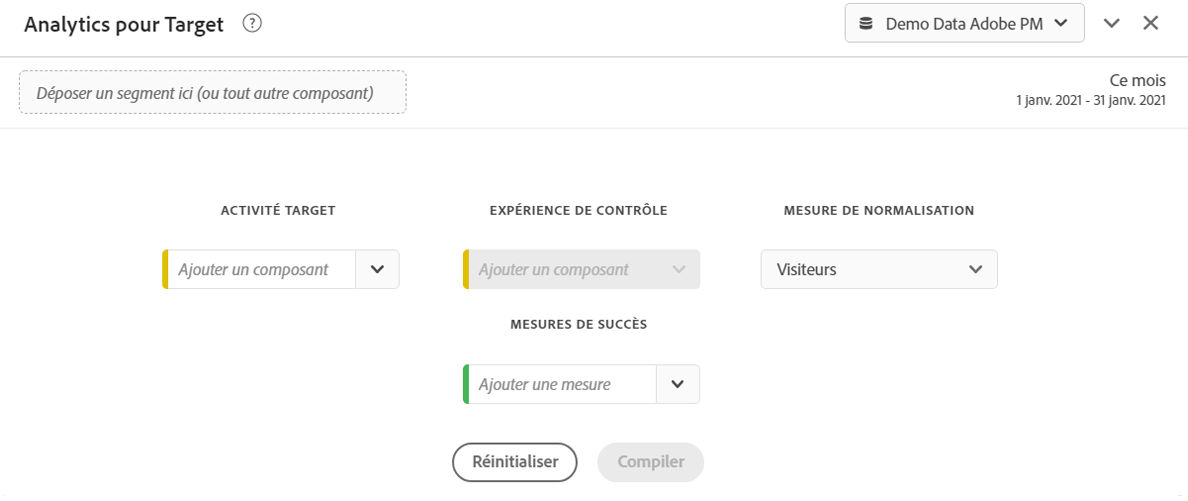 Analytics pour Target ?
Demo Data Adobe PM
Déposer un segment ici (ou tout autre composant)
Ce mois
1 janv. 2021 - 31 janv. 2021
ACTIVITÉ TARGET
EXPÉRIENCE DE CONTRÔLE
MESURE DE NORMALISATION
Ajouter un composant
Ajouter un composant
Visiteurs
MESURES DE SUCCÈS
Ajouter une mesure
Réinitialiser
Compiler